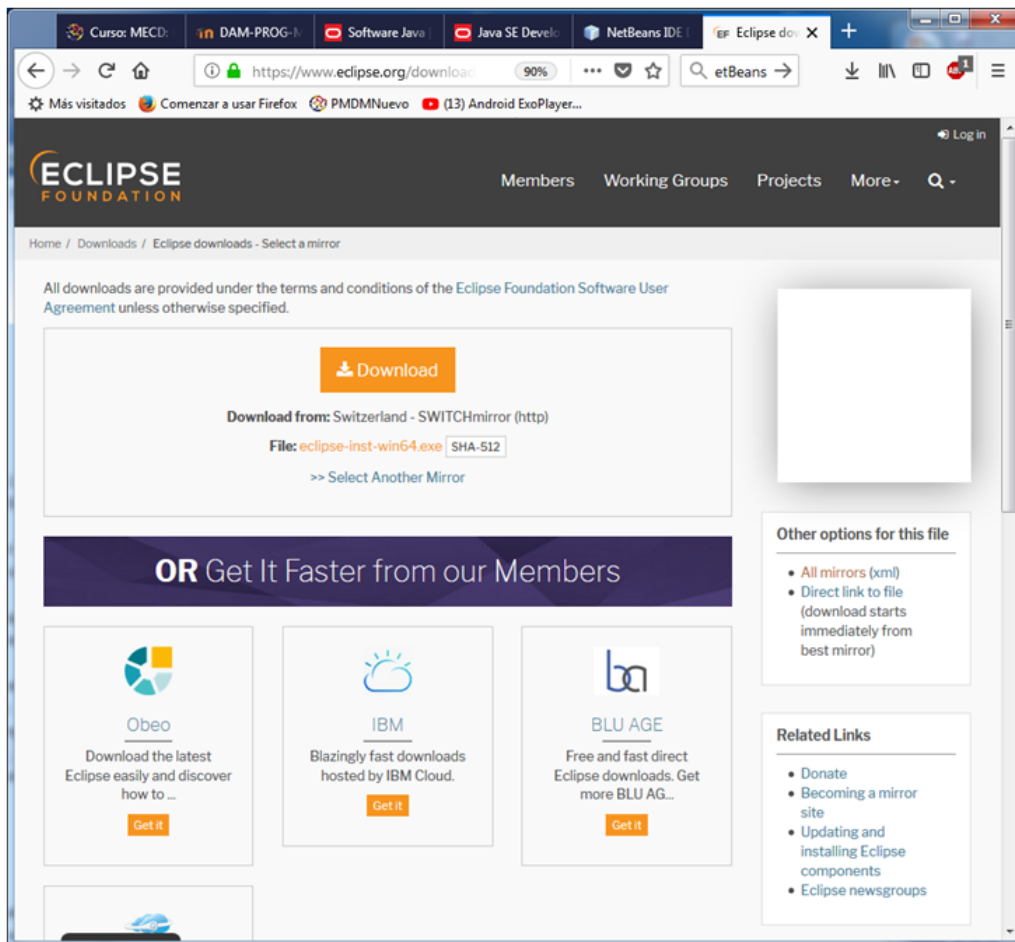 Curso: MECD:
DAM-PROG-
Software Java
Java SE Develo
NetBeans IDE
EF Eclipse dow
https://www.eclipse.org/download
90%
etBeans
1
Más visitados
Comenzar a usar Firefox
PMDMNuevo
(13) Android ExoPlayer...
Log in
ECLIPSE
FOUNDATION
Members
Working Groups
Projects
More
Home / Downloads / Eclipse downloads - Select a mirror
All downloads are provided under the terms and conditions of the Eclipse Foundation Software User
Agreement unless otherwise specified.
Download
Download from: Switzerland - SWITCHmirror (http)
File: eclipse-inst-win64.exe SHA-512
>> Select Another Mirror
Other options for this file
All mirrors (xml)
Direct link to file
(download starts
immediately from
best mirror)
OR Get It Faster from our Members
ba
Obeo
Download the latest
Eclipse easily and discover
how to ...
Get it
IBM
Blazingly fast downloads
hosted by IBM Cloud.
Get it
BLU AGE
Free and fast direct
Eclipse downloads. Get
more BLU AG...
Get it
Related Links
Donate
Becoming a mirror
site
Updating and
installing Eclipse
components
Eclipse newsgroups